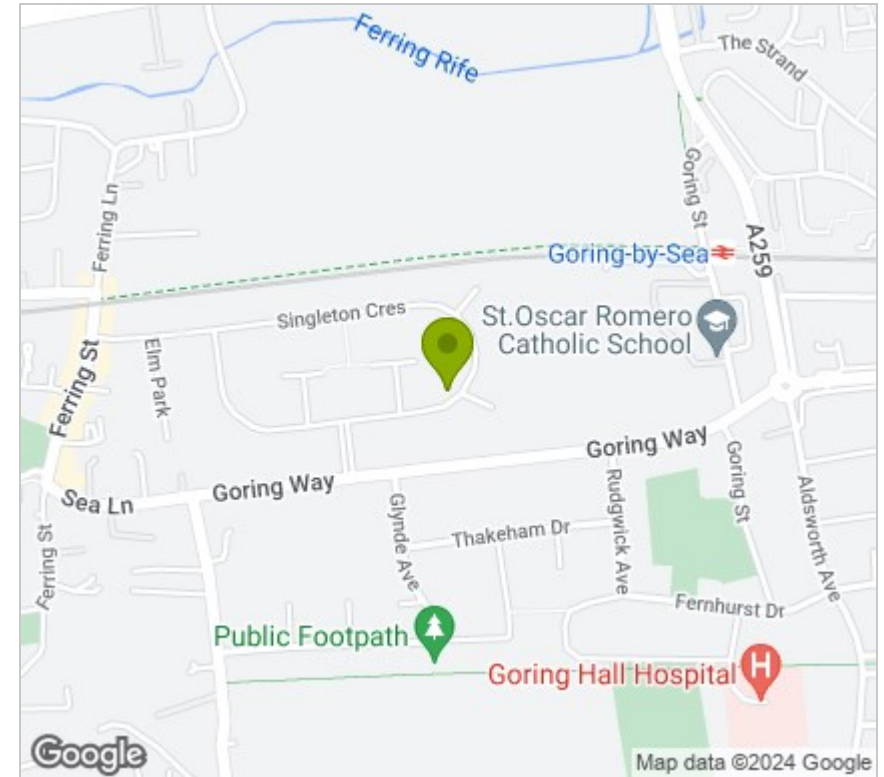 Ferring Rife
The Strand
Goring St
A259
Ferring Ln
Goring-by-Sea
Singleton Cres
St.Oscar Romero
Catholic School
Elm Park
Ferring St
Goring Way
Goring Way
Goring St
Sea Ln
Glynde Ave
Rudgwick Ave
Aldsworth Ave
Thakeham Dr
Ferring St
Fernhurst Dr
Public Footpath
Goring Hall Hospital
H
Google
Map data ©2024 Google